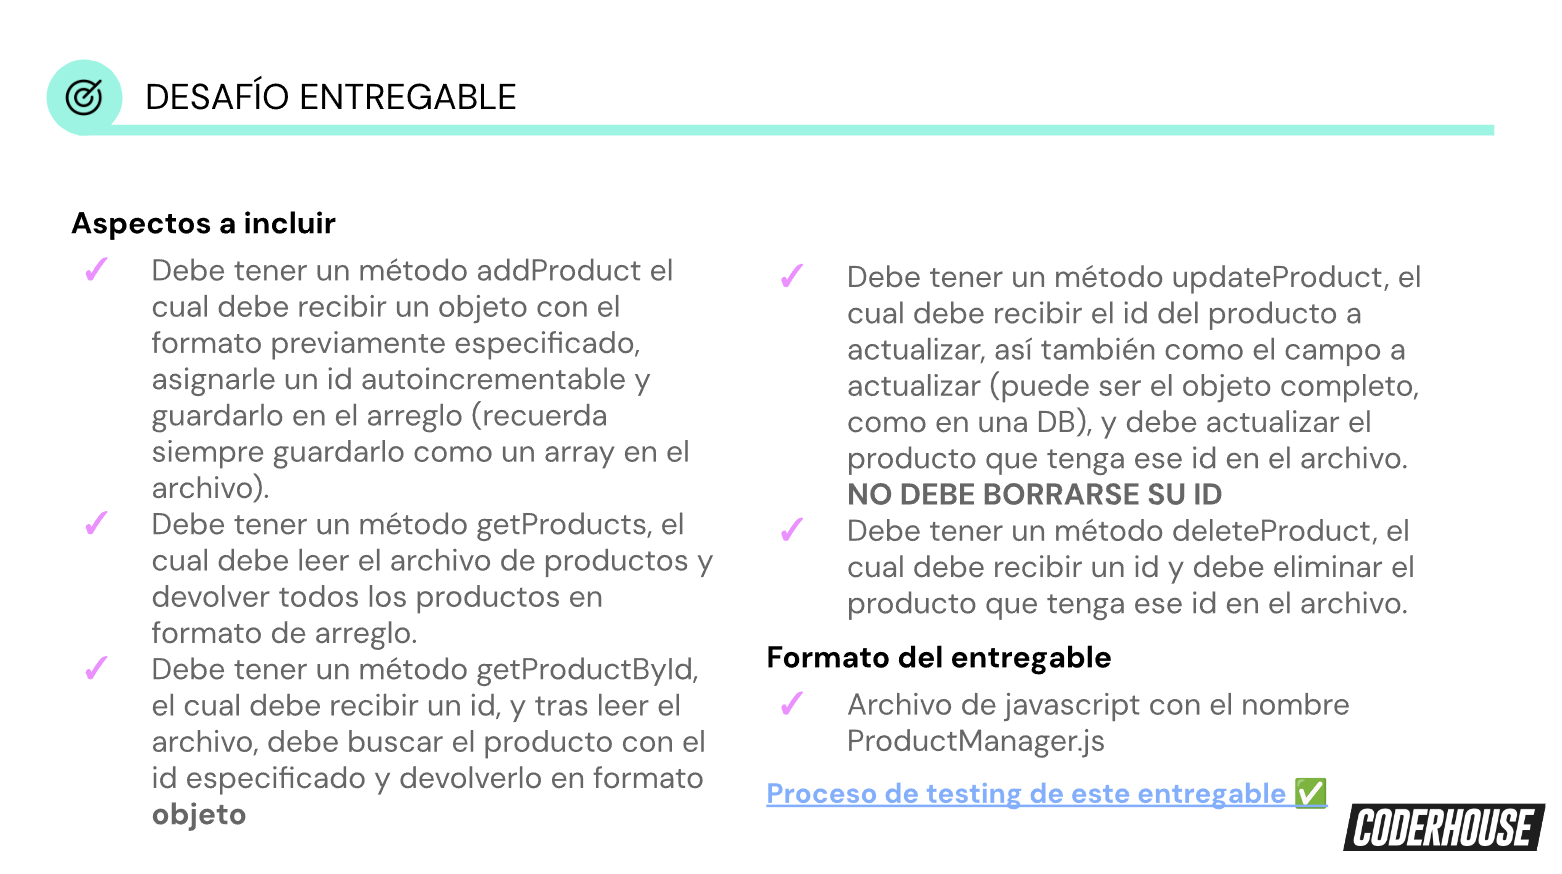 DESAFÍO ENTREGABLE
Aspectos a incluir
✓ Debe tener un método addProduct el
cual debe recibir un objeto con el
formato previamente especificado,
asignarle un id autoincrementable y
guardarlo en el arreglo (recuerda
siempre guardarlo como un array en el
archivo).
✓ Debe tener un método getProducts, el
cual debe leer el archivo de productos y
devolver todos los productos en
formato de arreglo.
✓ Debe tener un método getProductById,
el cual debe recibir un id, y tras leer el
archivo, debe buscar el producto con el
id especificado y devolverlo en formato
objeto
✓ Debe tener un método updateProduct, el
cual debe recibir el id del producto a
actualizar, así también como el campo a
actualizar (puede ser el objeto completo,
como en una DB), y debe actualizar el
producto que tenga ese id en el archivo.
NO DEBE BORRARSE SU ID
✓ Debe tener un método deleteProduct, el
cual debe recibir un id y debe eliminar el
producto que tenga ese id en el archivo.
Formato del entregable
✓ Archivo de javascript con el nombre
ProductManager.js
Proceso de testing de este entregable ✅
CODERHOUSE